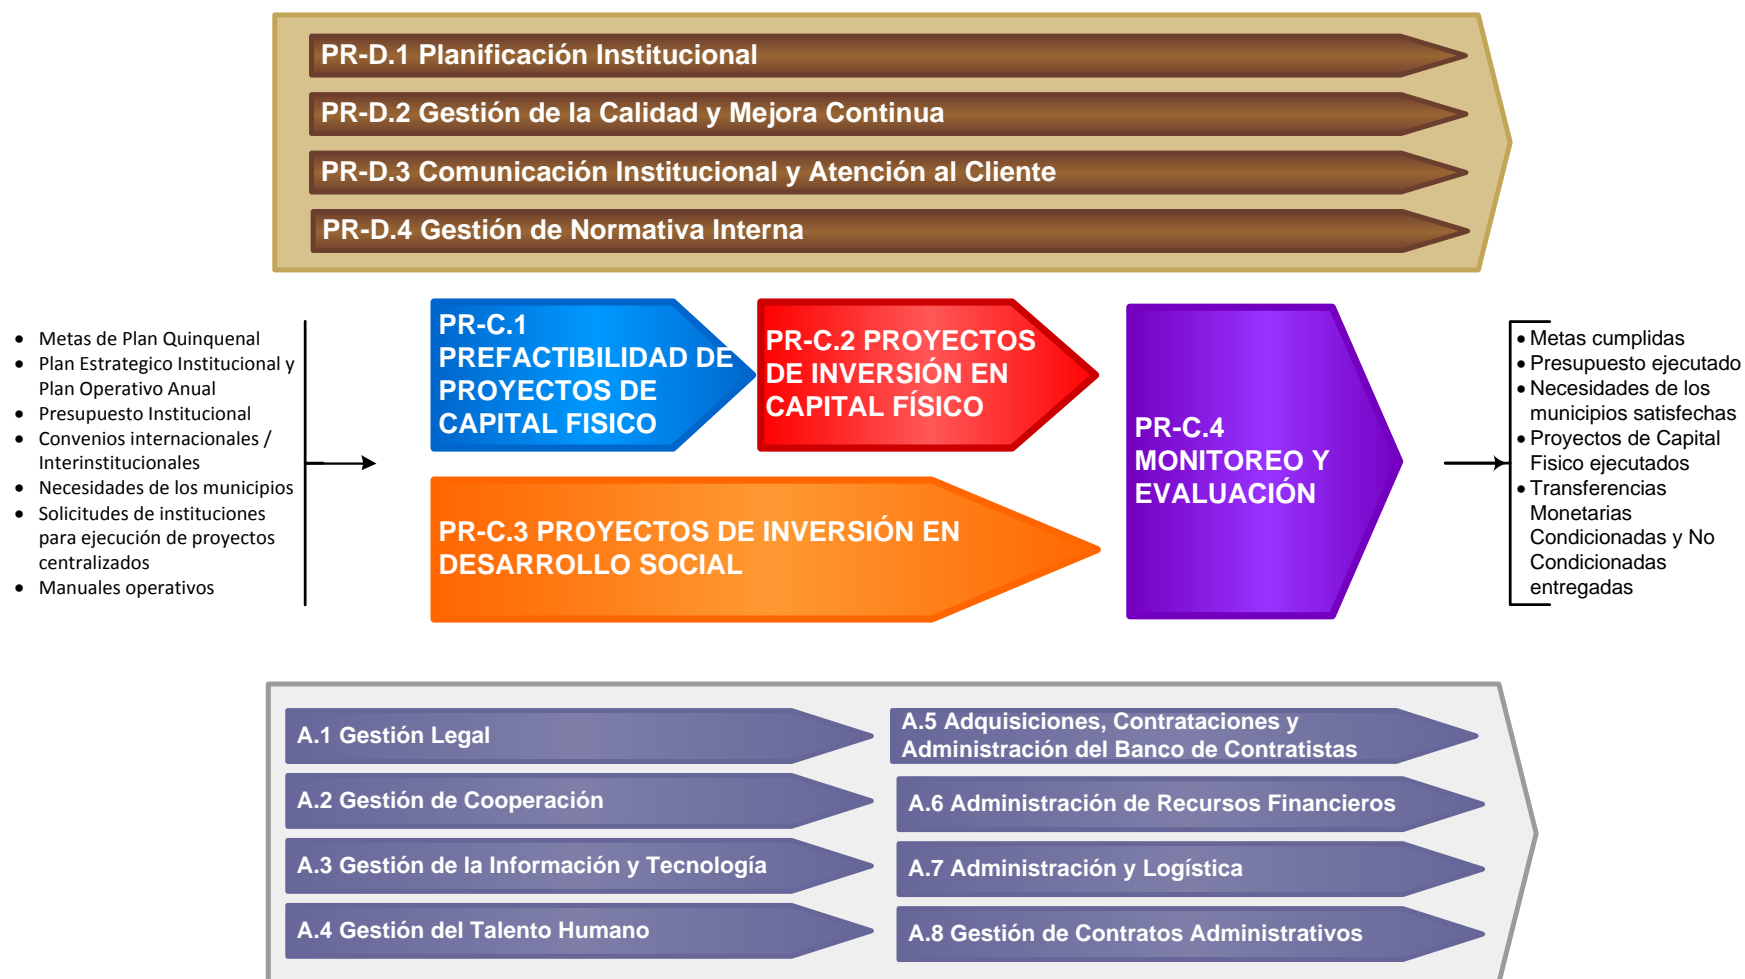 PR-D.1 Planificación Institucional
PR-D.2 Gestión de la Calidad y Mejora Continua
PR-D.3 Comunicación Institucional y Atención al Cliente
PR-D.4 Gestión de Normativa Interna
• Metas de Plan Quinquenal
• Plan Estrategico Institucional y
Plan Operativo Anual
• Presupuesto Institucional
• Convenios internacionales /
Interinstitucionales
• Necesidades de los municipios
• Solicitudes de instituciones
para ejecución de proyectos
centralizados
• Manuales operativos
PR-C.1
PREFACTIBILIDAD DE
PROYECTOS DE
CAPITAL FISICO
PR-C.2 PROYECTOS
DE INVERSIÓN EN
CAPITAL FÍSICO
PR-C.3 PROYECTOS DE INVERSIÓN EN
DESARROLLO SOCIAL
PR-C.4
MONITOREO Y
EVALUACIÓN
• Metas cumplidas
• Presupuesto ejecutado
• Necesidades de los
municipios satisfechas
• Proyectos de Capital
Fisico ejecutados
• Transferencias
Monetarias
Condicionadas y No
Condicionadas
entregadas
A.1 Gestión Legal
A.2 Gestión de Cooperación
A.3 Gestión de la Información y Tecnología
A.4 Gestión del Talento Humano
A.5 Adquisiciones, Contrataciones y
Administración del Banco de Contratistas
A.6 Administración de Recursos Financieros
A.7 Administración y Logística
A.8 Gestión de Contratos Administrativos